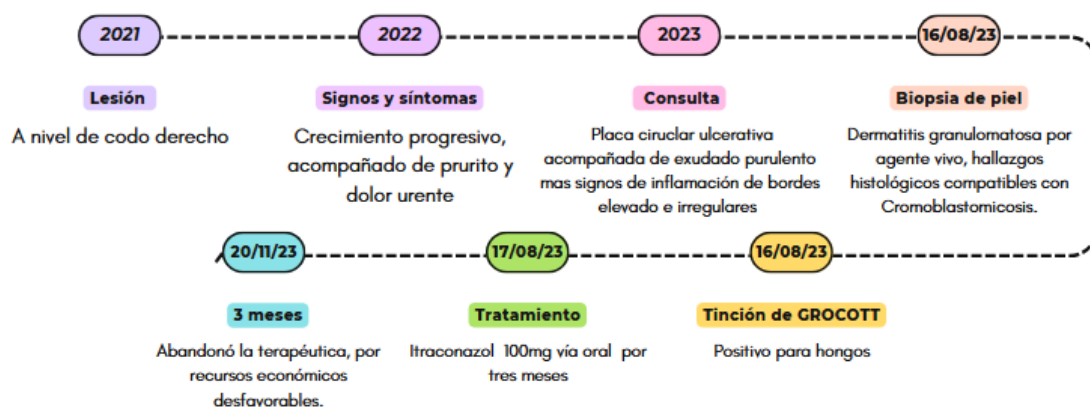 2021
Lesión
A nivel de codo derecho
2022
Signos y síntomas
Crecimiento progresivo,
acompañado de prurito y
dolor urente
2023
Consulta
Placa ciruclar ulcerativa
acompañada de exudado purulento
mas signos de inflamación de bordes
elevado e irregulares
16/08/23
Biopsia de piel
Dermatitis granulomatosa por
agente vivo, hallazgos
histológicos compatibles con
Cromoblastomicosis.
16/08/23
Tinción de GROCOTT
Positivo para hongos
17/08/23
Tratamiento
Itraconazol 100mg vía oral por
tres meses
20/11/23
3 meses
Abandonó la terapéutica, por
recursos económicos
desfavorables.